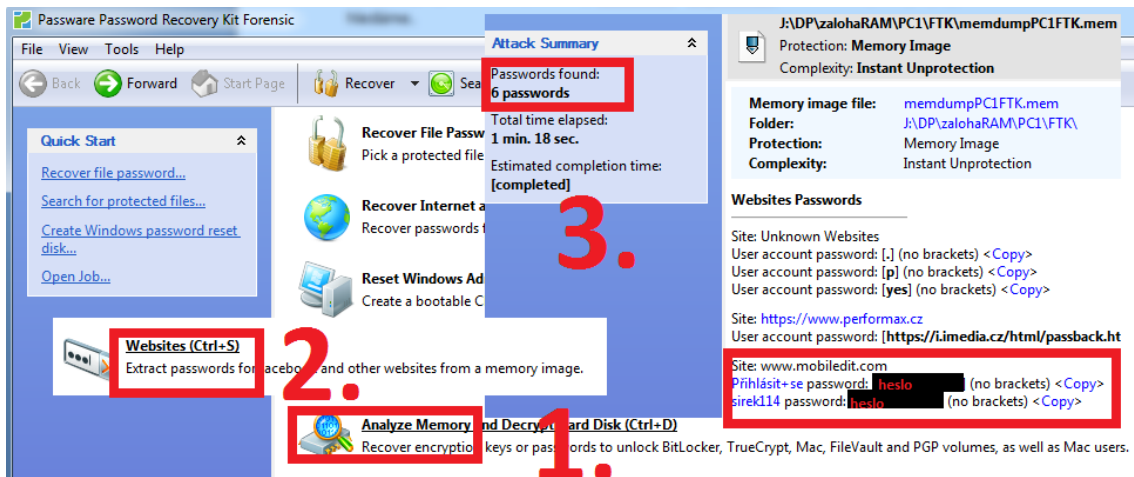 Passware Password Recovery Kit Forensic
File View Tools Help
Back Forward Start Page Recover Sea
Quick Start
Recover file password...
Search for protected files...
Create Windows password reset
disk...
Open Job...
Recover File Passw
Pick a protected file
Recover Internet a
Recover passwords f
Reset Windows Ad
Create a bootable C
Websites (Ctrl+S)
Extract passwords for acebook and other websites from a memory image.
2.
Analyze Memory nd Decrypt ard Disk (Ctrl+D)
Recover encryption keys or passwords to unlock BitLocker, TrueCrypt, Mac, FileVault and PGP volumes, as well as Mac users.
1.
Attack Summary
Passwords found:
6 passwords
Total time elapsed:
1 min. 18 sec.
Estimated completion time:
[completed]
3.
J:\DP\zalohaRAM\PC1\FTK\memdumpPC1FTK.mem
Protection: Memory Image
Complexity: Instant Unprotection
Memory image file: memdumpPC1FTK.mem
Folder: J:\DP\zalohaRAM\PC1\FTK\
Protection: Memory Image
Complexity: Instant Unprotection
Websites Passwords
Site: Unknown Websites
User account password: [.] (no brackets) <Copy>
User account password: [p] (no brackets) <Copy>
User account password: [yes] (no brackets) <Copy>
Site: https://www.performax.cz
User account password: [https://i.imedia.cz/html/passback.ht
Site: www.mobiledit.com
Přihlásit+se password: heslo ] (no brackets) <Copy>
sirek114 password: heslo (no brackets) <Copy>